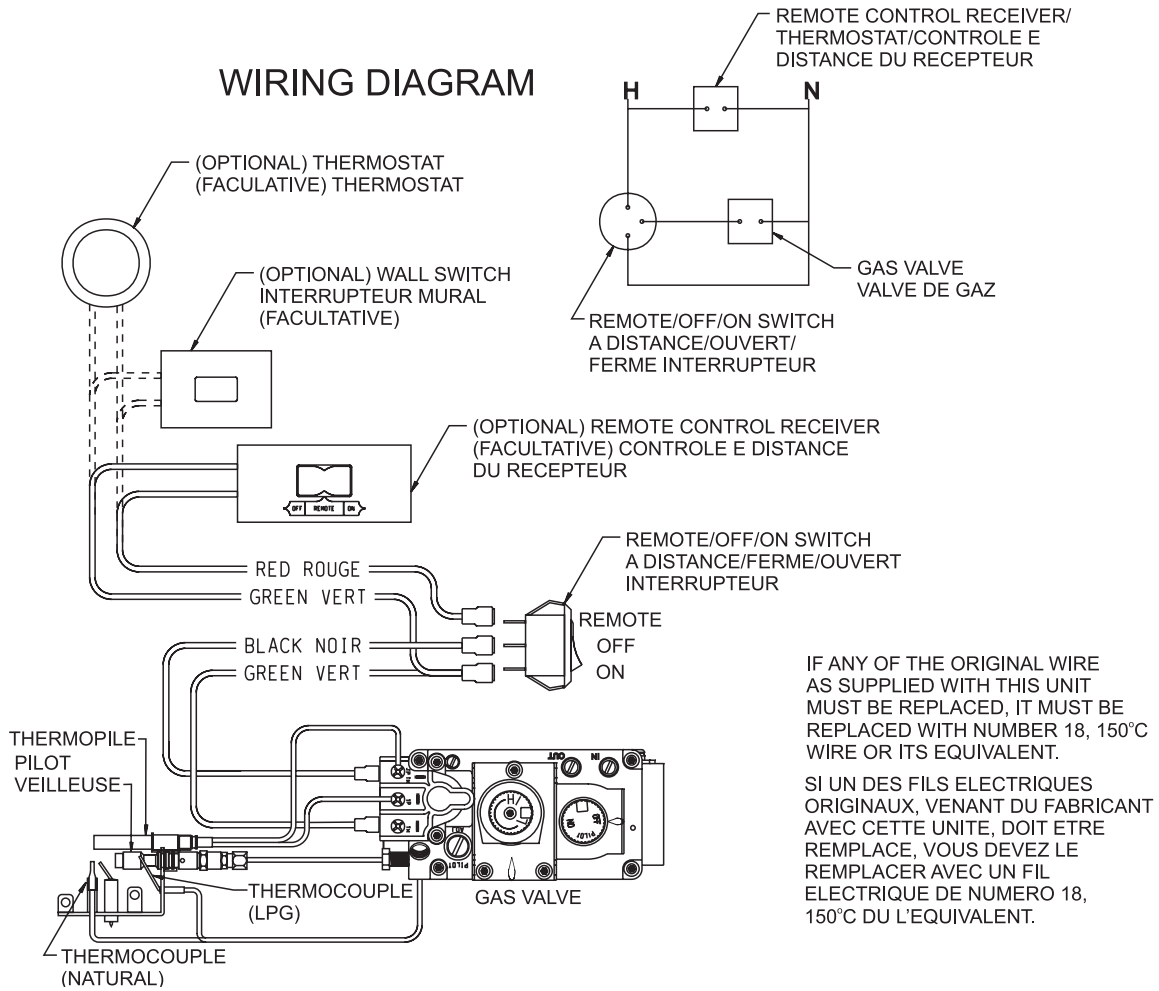 WIRING DIAGRAM
REMOTE CONTROL RECEIVER/
THERMOSTAT/CONTROLE E
DISTANCE DU RECEPTEUR
H
N
GAS VALVE
VALVE DE GAZ
REMOTE/OFF/ON SWITCH
A DISTANCE/OUVERT/
FERME INTERRUPTEUR
(OPTIONAL) THERMOSTAT
(FACULATIVE) THERMOSTAT
(OPTIONAL) WALL SWITCH
INTERRUPTEUR MURAL
(FACULTATIVE)
(OPTIONAL) REMOTE CONTROL RECEIVER
(FACULTATIVE) CONTROLE E DISTANCE
DU RECEPTEUR
OFF REMOTE ON
REMOTE/OFF/ON SWITCH
A DISTANCE/FERME/OUVERT
INTERRUPTEUR
RED ROUGE
GREEN VERT
BLACK NOIR
GREEN VERT
REMOTE
OFF
ON
IF ANY OF THE ORIGINAL WIRE
AS SUPPLIED WITH THIS UNIT
MUST BE REPLACED, IT MUST BE
REPLACED WITH NUMBER 18, 150°C
WIRE OR ITS EQUIVALENT.
SI UN DES FILS ELECTRIQUES
ORIGINAUX, VENANT DU FABRICANT
AVEC CETTE UNITE, DOIT ETRE
REMPLACE, VOUS DEVEZ LE
REMPLACER AVEC UN FIL
ELECTRIQUE DE NUMERO 18,
150°C DU L'EQUIVALENT.
THERMOPILE
PILOT
VEILLEUSE
OUT
IN
HI
OFF
PILOT
ON
ADJ
PILOT
THERMOCOUPLE
(LPG)
GAS VALVE
THERMOCOUPLE
(NATURAL)